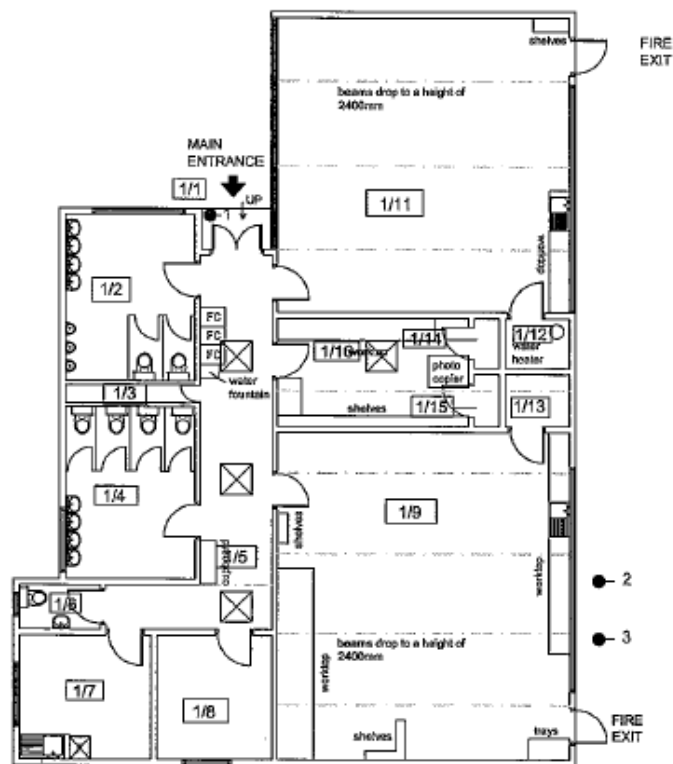 shelves
FIRE
EXIT
beams drop to a height of
2400mm
MAIN
ENTRANCE
1/1
1
UP
1/11
worktop
1/2
FC
FC
FC
1/10
worktop
1/14
1/12
water
heater
photo
copier
water
fountain
1/3
shelves
1/15
1/13
1/4
1/9
shelves
1/5
worktop
2
1/6
3
beams drop to a height of
2400mm
worktop
1/7
1/8
shelves
trays
FIRE
EXIT